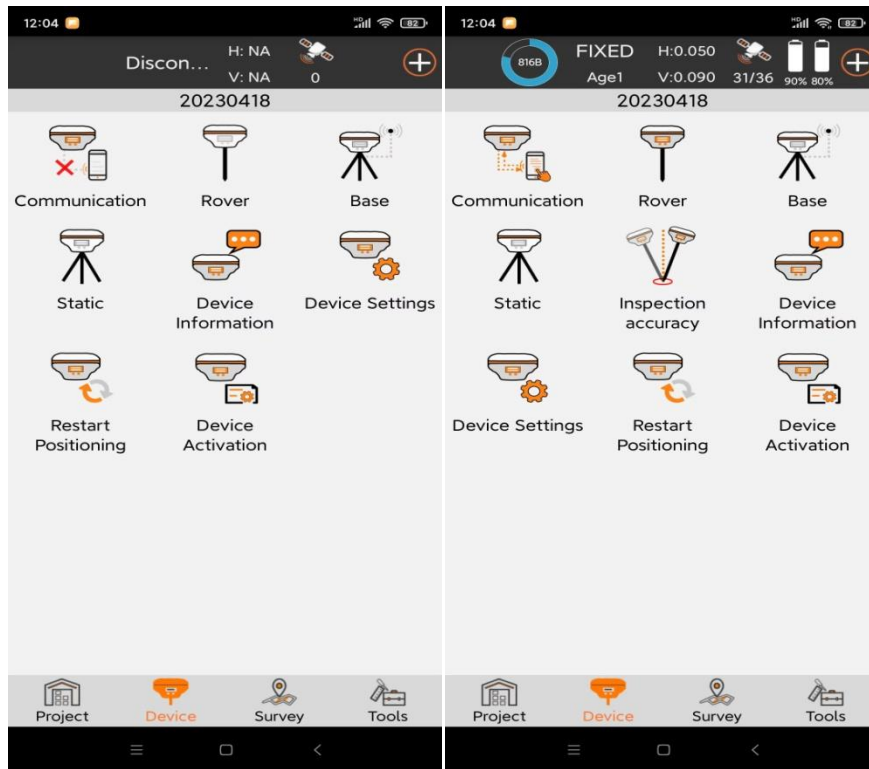 12:04
HD
82
H: NA
Discon...
V: NA
0
20230418
Communication
Rover
Base
Static
Device
Information
Device Settings
Restart
Positioning
Device
Activation
Project
Device
Survey
Tools
12:04
HD
82
816B
FIXED
H:0.050
Age1
V:0.090
31/36
90% 80%
20230418
Communication
Rover
Base
Static
Inspection
accuracy
Device
Information
Device Settings
Restart
Positioning
Device
Activation
Project
Device
Survey
Tools